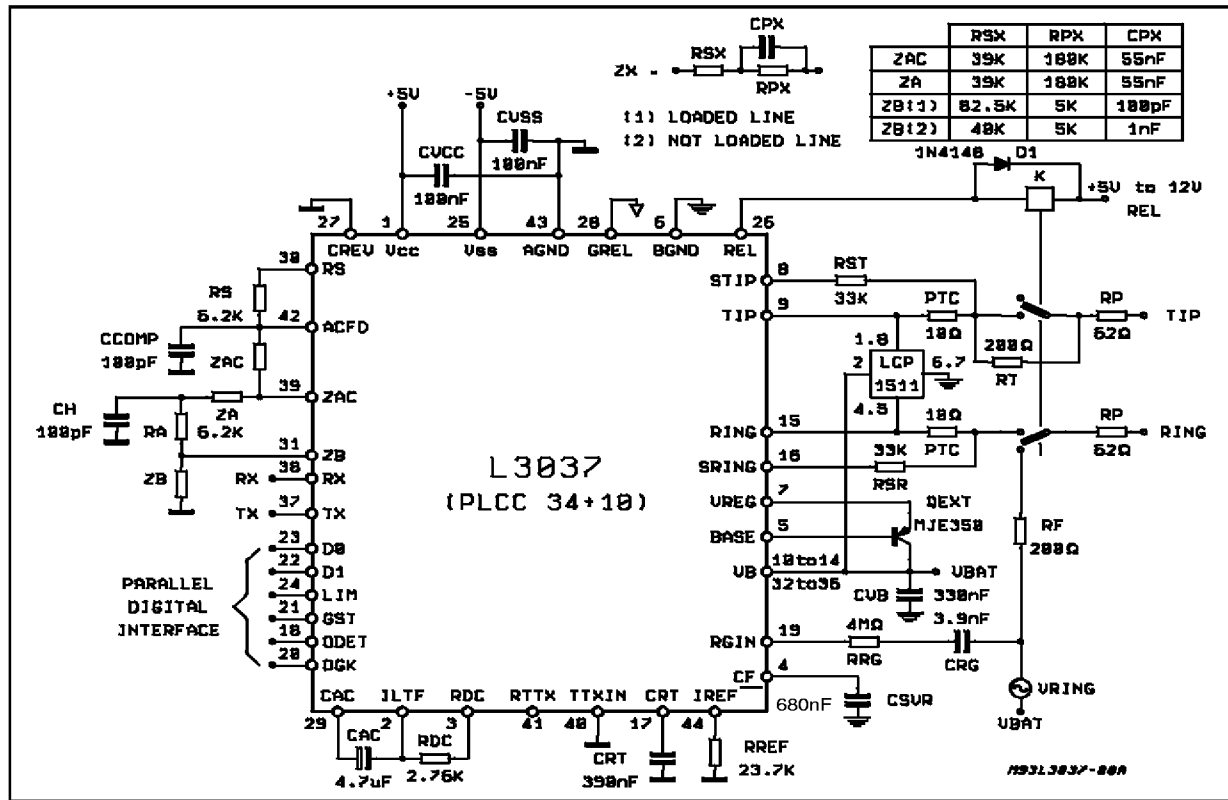 CPX
RSX
ZX -
RPX
(1) LOADED LINE
(2) NOT LOADED LINE
RSX RPX CPX
ZAC 39K 180K 55nF
ZA 39K 180K 55nF
ZB(1) 82.5K 5K 180pF
ZB(2) 40K 5K 1nF
+5V
-5V
CVSS
100nF
CVCC
100nF
1N4148 D1
K
+5V to 12V
REL
27 1 25 43 28 6 26
CREV Vcc Vss AGND GREL BGND REL
38 RS
RS
6.2K
42 ACFD
CCOMP
100pF
ZAC
39 ZAC
CH
100pF
ZA
RA
6.2K
31 ZB
ZB
RX 38 RX
TX 37 TX
23 D0
22 D1
24 LIM
21 GST
18 ODET
20 DGK
PARALLEL
DIGITAL
INTERFACE
L3037
(PLCC 34+10)
STIP 8
RST
33K
TIP 9
PTC
10Ω
RP
62Ω
TIP
200Ω
RT
1.8
2 LCP 6.7
1511
4.5
RING 15
10Ω
PTC
RP
62Ω
RING
SRING 16
33K
RSR
VREG 7
QEXT
MJE350
BASE 5
VB 10to14
32to36
VBAT
CVB 330nF
RF
200Ω
RGIN 19
4MΩ
RRG
3.9nF
CRG
CF 4
680nF
CSVR
VRING
VBAT
CAC ILTF RDC RTTX TTXIN CRT IREF
29 2 3 41 40 17 44
CAC
4.7uF
RDC
2.76K
CRT
390nF
RREF
23.7K
M93L3037-00A